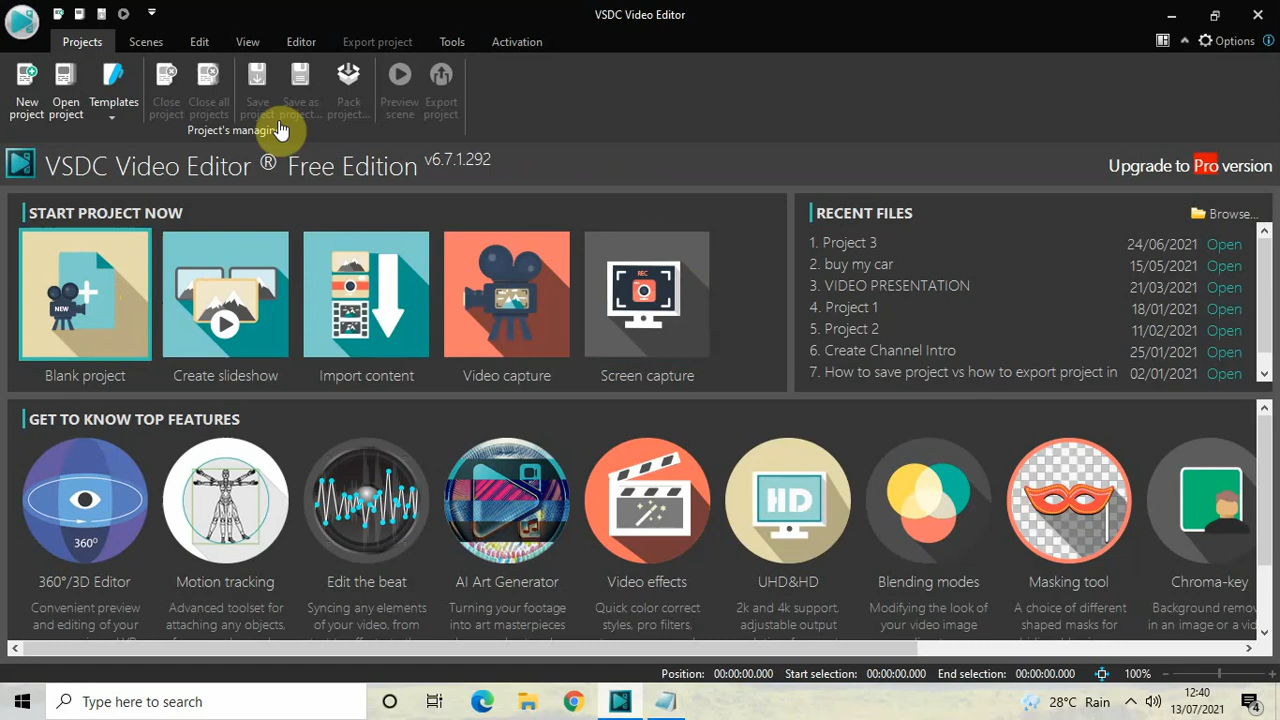 VSDC Video Editor
Projects Scenes Edit View Editor Export project Tools Activation Options
New project
Open project
Templates
Close project
Close all projects
Save project...
Save as project...
Pack project...
Preview scene
Export project
Project's managin
VSDC Video Editor ® Free Edition v6.7.1.292
Upgrade to Pro version
START PROJECT NOW
NEW
REC
Blank project Create slideshow Import content Video capture Screen capture
RECENT FILES Browse...
1. Project 3 24/06/2021 Open
2. buy my car 15/05/2021 Open
3. VIDEO PRESENTATION 21/03/2021 Open
4. Project 1 18/01/2021 Open
5. Project 2 11/02/2021 Open
6. Create Channel Intro 25/01/2021 Open
7. How to save project vs how to export project in 02/01/2021 Open
GET TO KNOW TOP FEATURES
360°
HD
360°/3D Editor Motion tracking Edit the beat AI Art Generator Video effects UHD&HD Blending modes Masking tool Chroma-key
Convenient preview Advanced toolset for Syncing any elements Turning your footage Quick color correct 2k and 4k support, Modifying the look of A choice of different Background remov
and editing of your attaching any objects, of your video, from into art masterpieces styles, pro filters, adjustable output your video image shaped masks for in an image or a vid
Position: 00:00:00.000 Start selection: 00:00:00.000 End selection: 00:00:00.000 100%
Type here to search
28°C Rain
12:40
13/07/2021
4